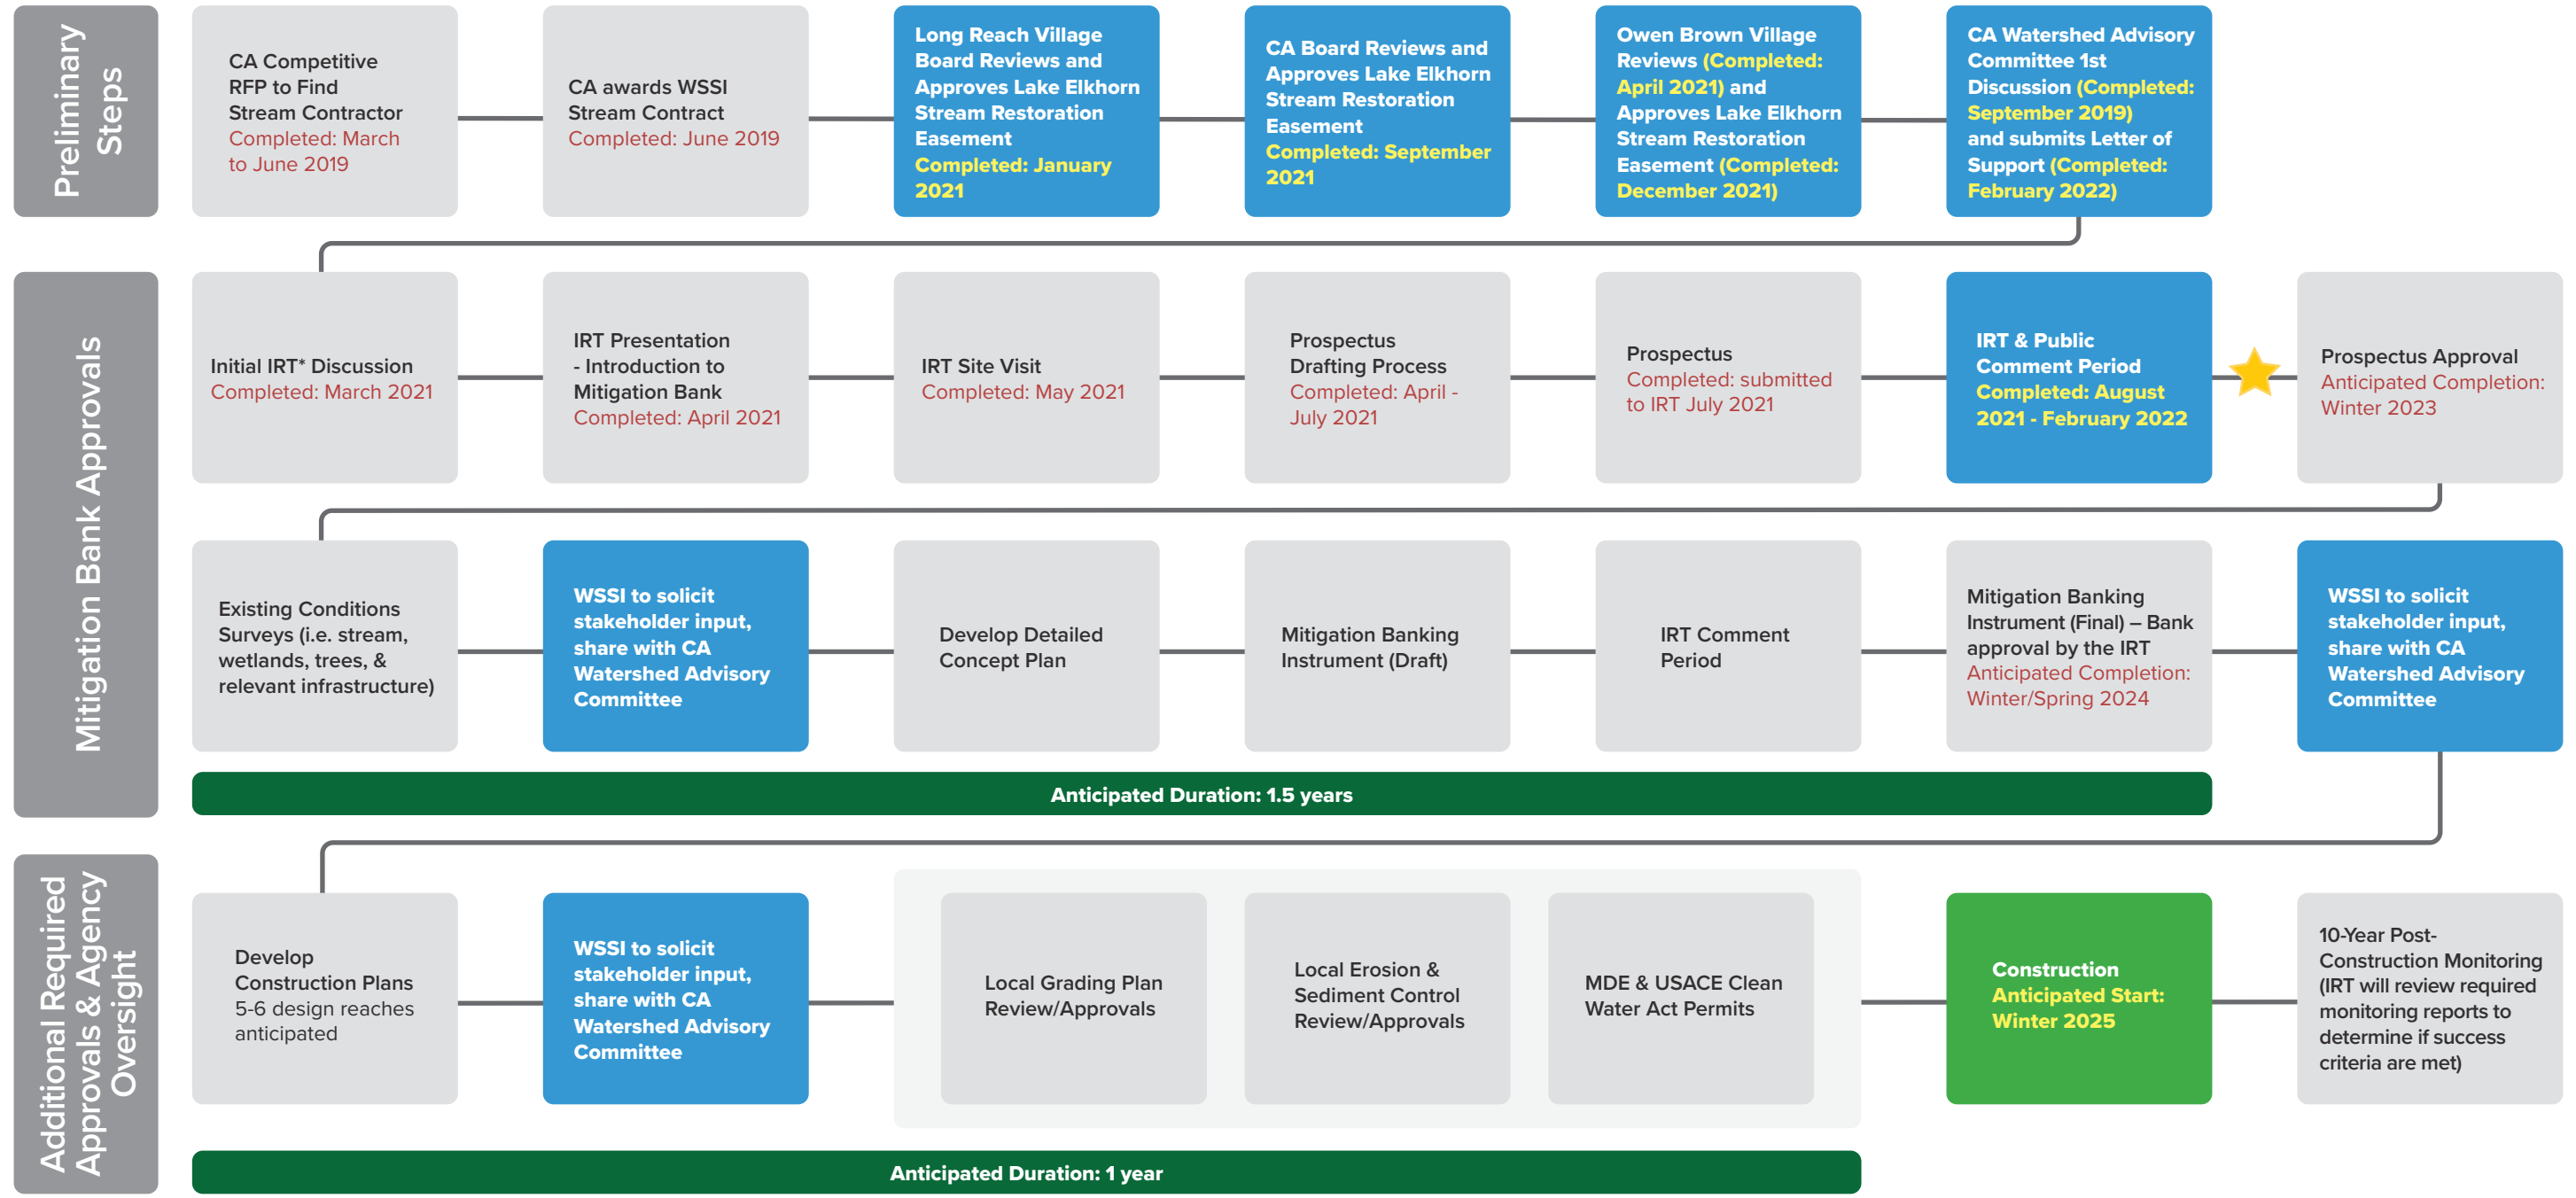 Preliminary
Steps
CA Competitive
RFP to Find
Stream Contractor
Completed: March
to June 2019
CA awards WSSI
Stream Contract
Completed: June 2019
Long Reach Village
Board Reviews and
Approves Lake Elkhorn
Stream Restoration
Easement
Completed: January
2021
CA Board Reviews and
Approves Lake Elkhorn
Stream Restoration
Easement
Completed: September
2021
Owen Brown Village
Reviews (Completed:
April 2021) and
Approves Lake Elkhorn
Stream Restoration
Easement (Completed:
December 2021)
CA Watershed Advisory
Committee 1st
Discussion (Completed:
September 2019)
and submits Letter of
Support (Completed:
February 2022)
Mitigation Bank Approvals
Initial IRT* Discussion
Completed: March 2021
IRT Presentation
- Introduction to
Mitigation Bank
Completed: April 2021
IRT Site Visit
Completed: May 2021
Prospectus
Drafting Process
Completed: April -
July 2021
Prospectus
Completed: submitted
to IRT July 2021
IRT & Public
Comment Period
Completed: August
2021 - February 2022
Prospectus Approval
Anticipated Completion:
Winter 2023
Existing Conditions
Surveys (i.e. stream,
wetlands, trees, &
relevant infrastructure)
WSSI to solicit
stakeholder input,
share with CA
Watershed Advisory
Committee
Develop Detailed
Concept Plan
Mitigation Banking
Instrument (Draft)
IRT Comment
Period
Mitigation Banking
Instrument (Final) – Bank
approval by the IRT
Anticipated Completion:
Winter/Spring 2024
WSSI to solicit
stakeholder input,
share with CA
Watershed Advisory
Committee
Anticipated Duration: 1.5 years
Additional Required
Approvals & Agency
Oversight
Develop
Construction Plans
5-6 design reaches
anticipated
WSSI to solicit
stakeholder input,
share with CA
Watershed Advisory
Committee
Local Grading Plan
Review/Approvals
Local Erosion &
Sediment Control
Review/Approvals
MDE & USACE Clean
Water Act Permits
Construction
Anticipated Start:
Winter 2025
10-Year Post-
Construction Monitoring
(IRT will review required
monitoring reports to
determine if success
criteria are met)
Anticipated Duration: 1 year